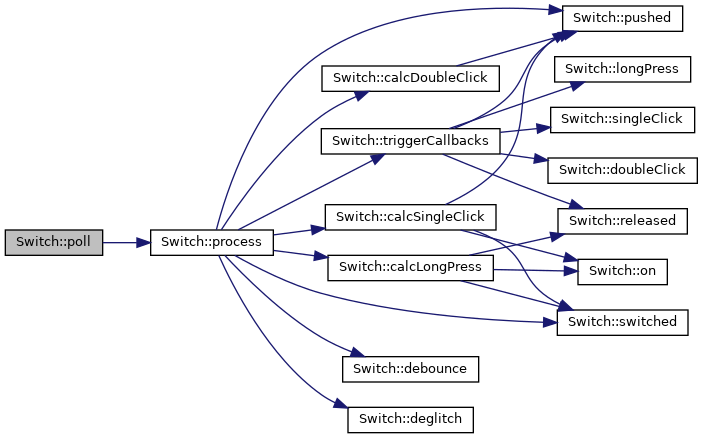 Switch::pushed
Switch::longPress
Switch::calcDoubleClick
Switch::singleClick
Switch::triggerCallbacks
Switch::doubleClick
Switch::calcSingleClick
Switch::released
Switch::poll
Switch::process
Switch::calcLongPress
Switch::on
Switch::switched
Switch::debounce
Switch::deglitch